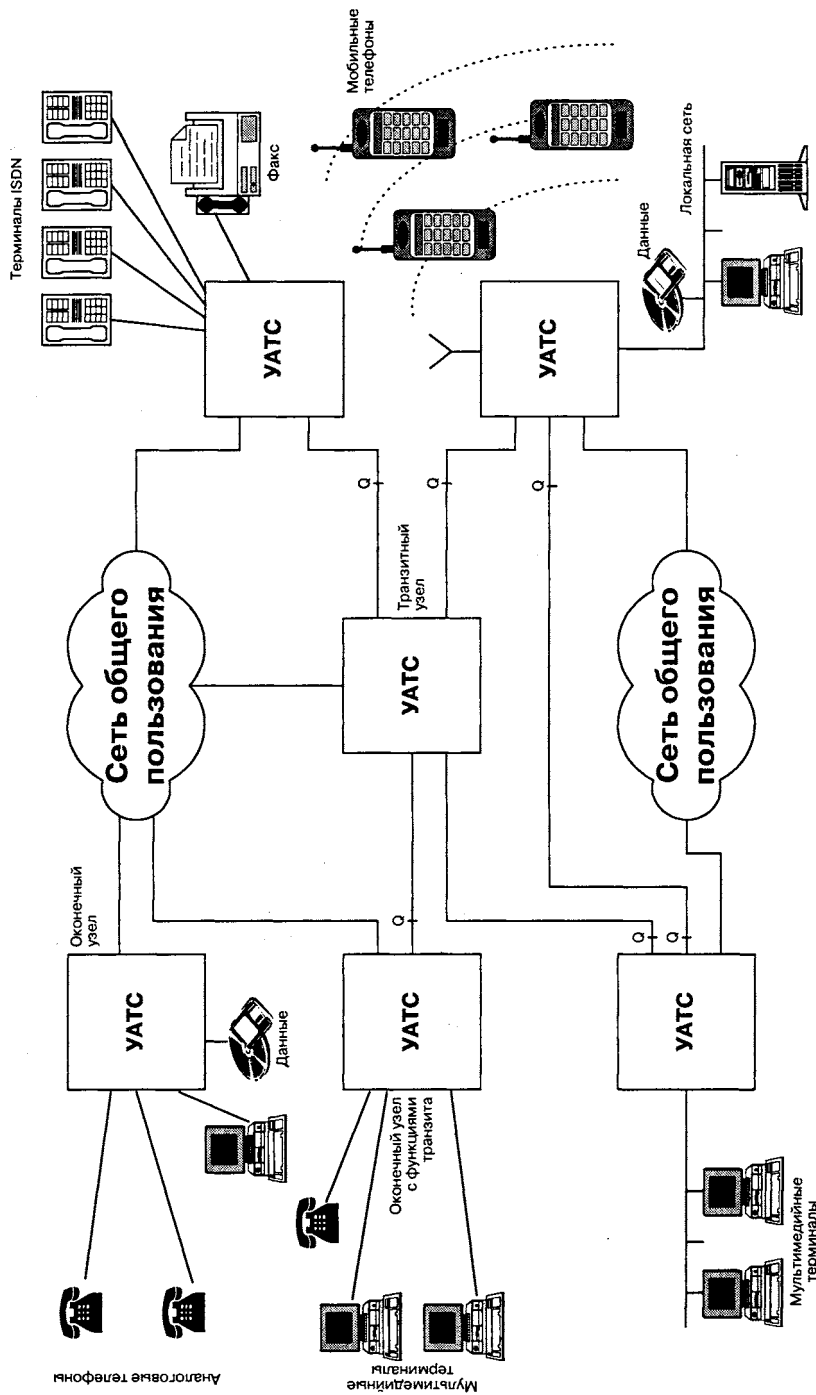 Терминалы ISDN
Факс
Мобильные
телефоны
Данные
Локальная сеть
УАТС
УАТС
Q
Q
Q
Сеть общего
пользования
Транзитный
узел
УАТС
Сеть общего
пользования
Оконечный
узел
УАТС
Данные
Q
УАТС
Оконечный узел
с функциями
транзита
Q
Q
УАТС
Аналоговые телефоны
Мультимедийные
терминалы
Мультимедийные
терминалы